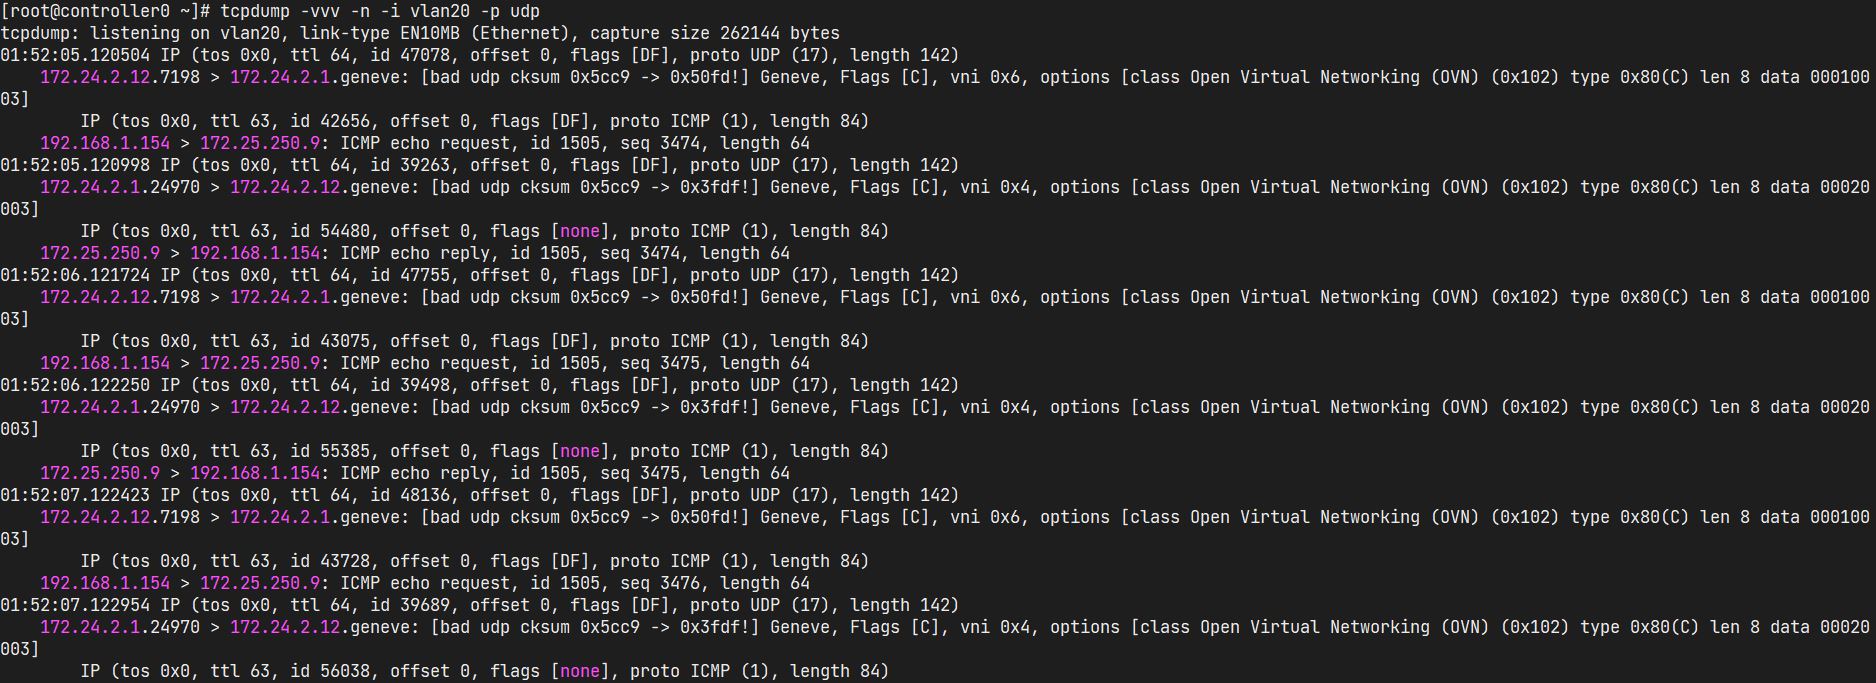 [root@controller0 ~]# tcpdump -vvv -n -i vlan20 -p udp
tcpdump: listening on vlan20, link-type EN10MB (Ethernet), capture size 262144 bytes
01:52:05.120504 IP (tos 0x0, ttl 64, id 47078, offset 0, flags [DF], proto UDP (17), length 142)
    172.24.2.12.7198 > 172.24.2.1.geneve: [bad udp cksum 0x5cc9 -> 0x50fd!] Geneve, Flags [C], vni 0x6, options [class Open Virtual Networking (OVN) (0x102) type 0x80(C) len 8 data 000100
03]
        IP (tos 0x0, ttl 63, id 42656, offset 0, flags [DF], proto ICMP (1), length 84)
    192.168.1.154 > 172.25.250.9: ICMP echo request, id 1505, seq 3474, length 64
01:52:05.120998 IP (tos 0x0, ttl 64, id 39263, offset 0, flags [DF], proto UDP (17), length 142)
    172.24.2.1.24970 > 172.24.2.12.geneve: [bad udp cksum 0x5cc9 -> 0x3fdf!] Geneve, Flags [C], vni 0x4, options [class Open Virtual Networking (OVN) (0x102) type 0x80(C) len 8 data 00020
003]
        IP (tos 0x0, ttl 63, id 54480, offset 0, flags [none], proto ICMP (1), length 84)
    172.25.250.9 > 192.168.1.154: ICMP echo reply, id 1505, seq 3474, length 64
01:52:06.121724 IP (tos 0x0, ttl 64, id 47755, offset 0, flags [DF], proto UDP (17), length 142)
    172.24.2.12.7198 > 172.24.2.1.geneve: [bad udp cksum 0x5cc9 -> 0x50fd!] Geneve, Flags [C], vni 0x6, options [class Open Virtual Networking (OVN) (0x102) type 0x80(C) len 8 data 000100
03]
        IP (tos 0x0, ttl 63, id 43075, offset 0, flags [DF], proto ICMP (1), length 84)
    192.168.1.154 > 172.25.250.9: ICMP echo request, id 1505, seq 3475, length 64
01:52:06.122250 IP (tos 0x0, ttl 64, id 39498, offset 0, flags [DF], proto UDP (17), length 142)
    172.24.2.1.24970 > 172.24.2.12.geneve: [bad udp cksum 0x5cc9 -> 0x3fdf!] Geneve, Flags [C], vni 0x4, options [class Open Virtual Networking (OVN) (0x102) type 0x80(C) len 8 data 00020
003]
        IP (tos 0x0, ttl 63, id 55385, offset 0, flags [none], proto ICMP (1), length 84)
    172.25.250.9 > 192.168.1.154: ICMP echo reply, id 1505, seq 3475, length 64
01:52:07.122423 IP (tos 0x0, ttl 64, id 48136, offset 0, flags [DF], proto UDP (17), length 142)
    172.24.2.12.7198 > 172.24.2.1.geneve: [bad udp cksum 0x5cc9 -> 0x50fd!] Geneve, Flags [C], vni 0x6, options [class Open Virtual Networking (OVN) (0x102) type 0x80(C) len 8 data 000100
03]
        IP (tos 0x0, ttl 63, id 43728, offset 0, flags [DF], proto ICMP (1), length 84)
    192.168.1.154 > 172.25.250.9: ICMP echo request, id 1505, seq 3476, length 64
01:52:07.122954 IP (tos 0x0, ttl 64, id 39689, offset 0, flags [DF], proto UDP (17), length 142)
    172.24.2.1.24970 > 172.24.2.12.geneve: [bad udp cksum 0x5cc9 -> 0x3fdf!] Geneve, Flags [C], vni 0x4, options [class Open Virtual Networking (OVN) (0x102) type 0x80(C) len 8 data 00020
003]
        IP (tos 0x0, ttl 63, id 56038, offset 0, flags [none], proto ICMP (1), length 84)